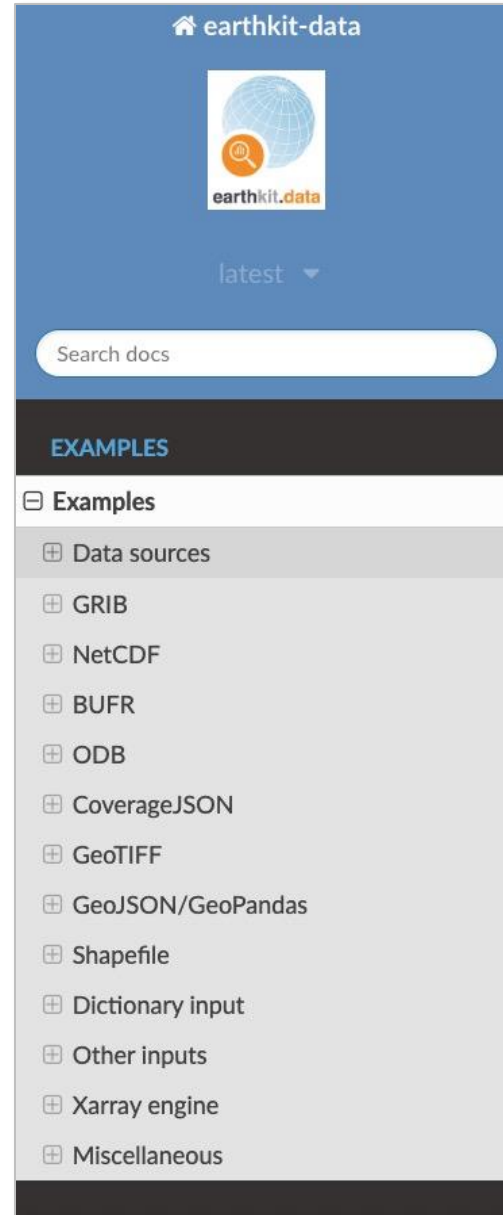 earthkit-data
earthkit.data
latest
Search docs
EXAMPLES
Examples
Data sources
GRIB
NetCDF
BUFR
ODB
CoverageJSON
GeoTIFF
GeoJSON/GeoPandas
Shapefile
Dictionary input
Other inputs
Xarray engine
Miscellaneous